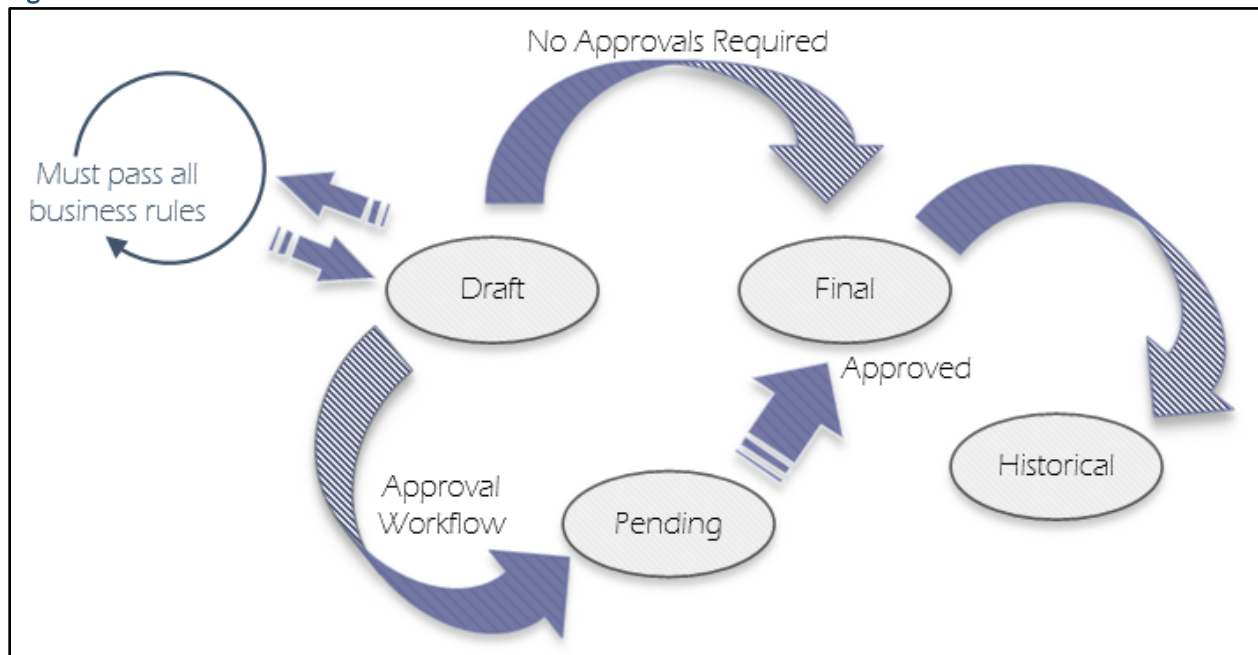 No Approvals Required
Must pass all
business rules
Draft
Final
Approved
Historical
Approval
Workflow
Pending